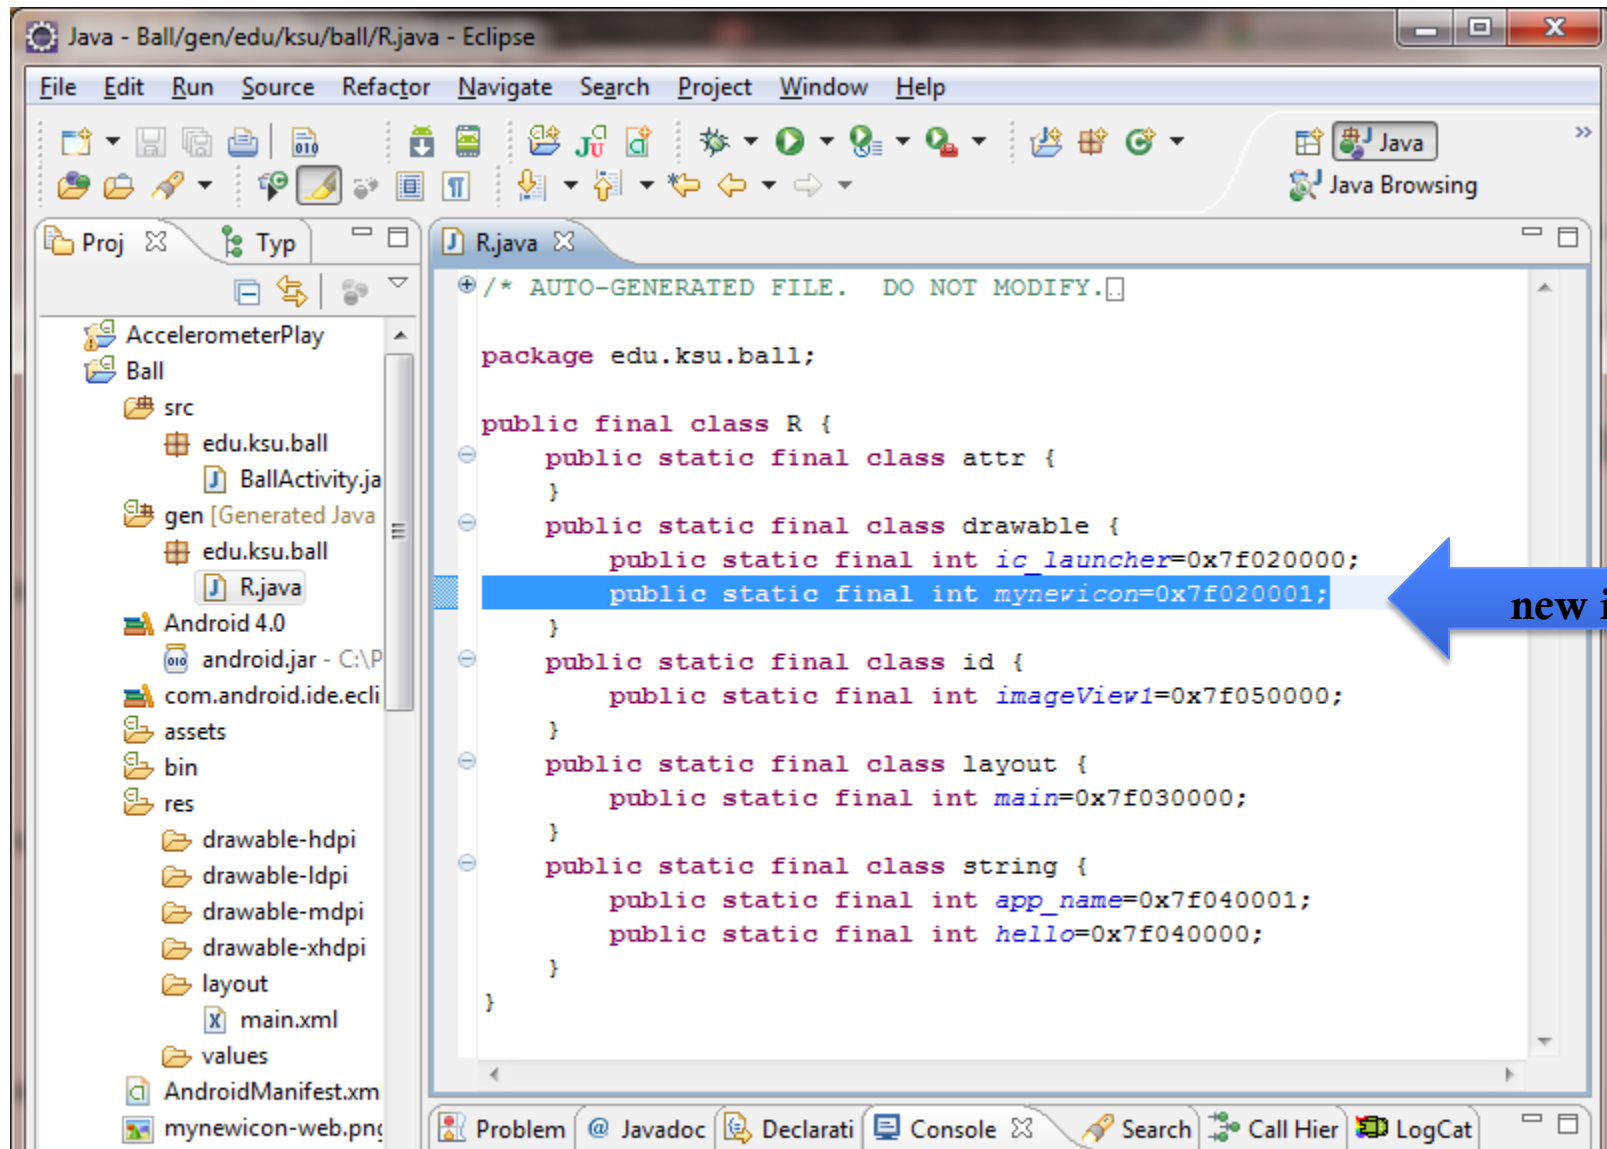 Java - Ball/gen/edu/ksu/ball/R.java - Eclipse
File Edit Run Source Refactor Navigate Search Project Window Help
Java
Java Browsing
Proj Typ
R.java
AccelerometerPlay
Ball
src
edu.ksu.ball
BallActivity.ja
gen [Generated Java
edu.ksu.ball
R.java
Android 4.0
android.jar - C:\P
com.android.ide.ecli
assets
bin
res
drawable-hdpi
drawable-ldpi
drawable-mdpi
drawable-xhdpi
layout
main.xml
values
AndroidManifest.xm
mynewicon-web.png
/* AUTO-GENERATED FILE.  DO NOT MODIFY.
package edu.ksu.ball;
public final class R {
public static final class attr {
}
public static final class drawable {
public static final int ic_launcher=0x7f020000;
public static final int mynewicon=0x7f020001;
}
public static final class id {
public static final int imageView1=0x7f050000;
}
public static final class layout {
public static final int main=0x7f030000;
}
public static final class string {
public static final int app_name=0x7f040001;
public static final int hello=0x7f040000;
}
}
new i
Problem @ Javadoc Declarati Console Search Call Hier LogCat